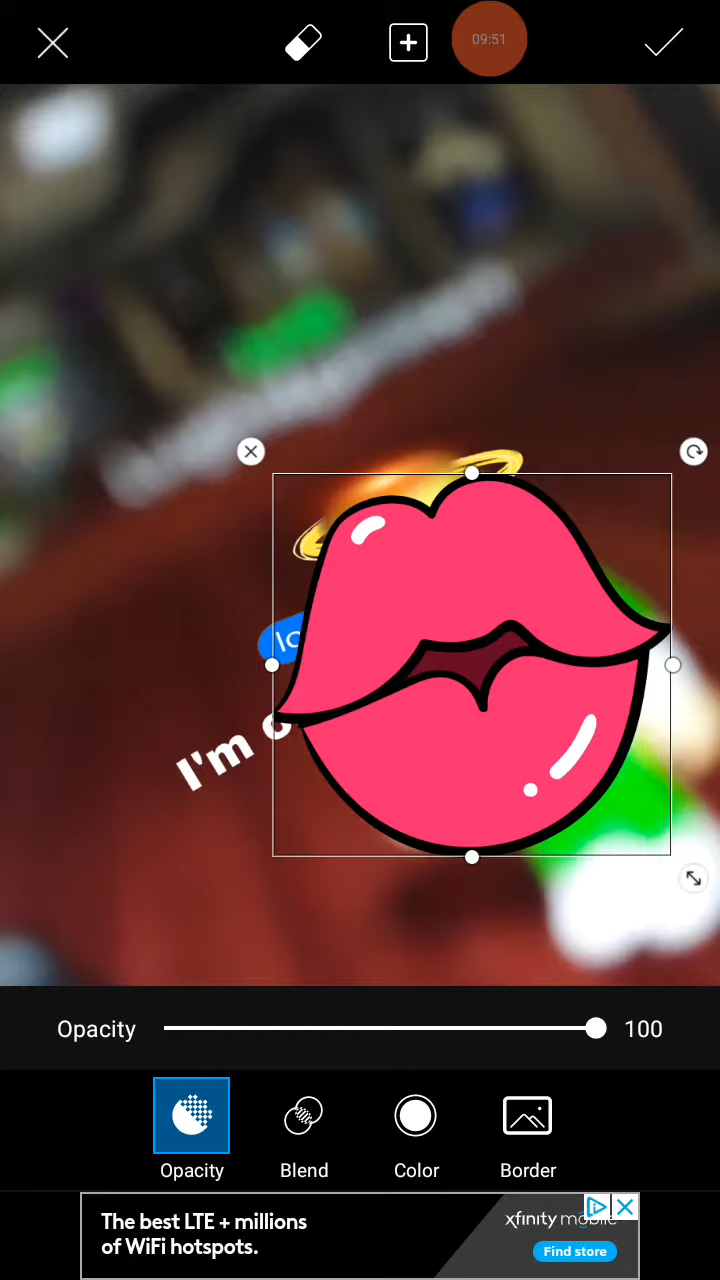 09:51
I'm
Opacity
100
Opacity
Blend
Color
Border
The best LTE + millions
of WiFi hotspots.
xfinity mobile
Find store